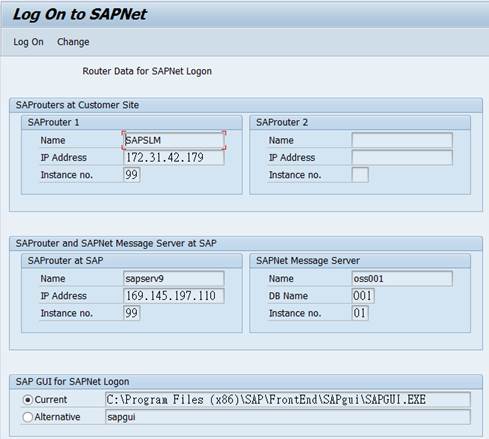 Log On to SAPNet
Log On Change
Router Data for SAPNet Logon
SAProuters at Customer Site
SAProuter 1
Name SAPSLM
IP Address 172.31.42.179
Instance no. 99
SAProuter 2
Name
IP Address
Instance no.
SAProuter and SAPNet Message Server at SAP
SAProuter at SAP
Name sapserv9
IP Address 169.145.197.110
Instance no. 99
SAPNet Message Server
Name oss001
DB Name 001
Instance no. 01
SAP GUI for SAPNet Logon
Current C:\Program Files (x86)\SAP\FrontEnd\SAPgui\SAPGUI.EXE
Alternative sapgui